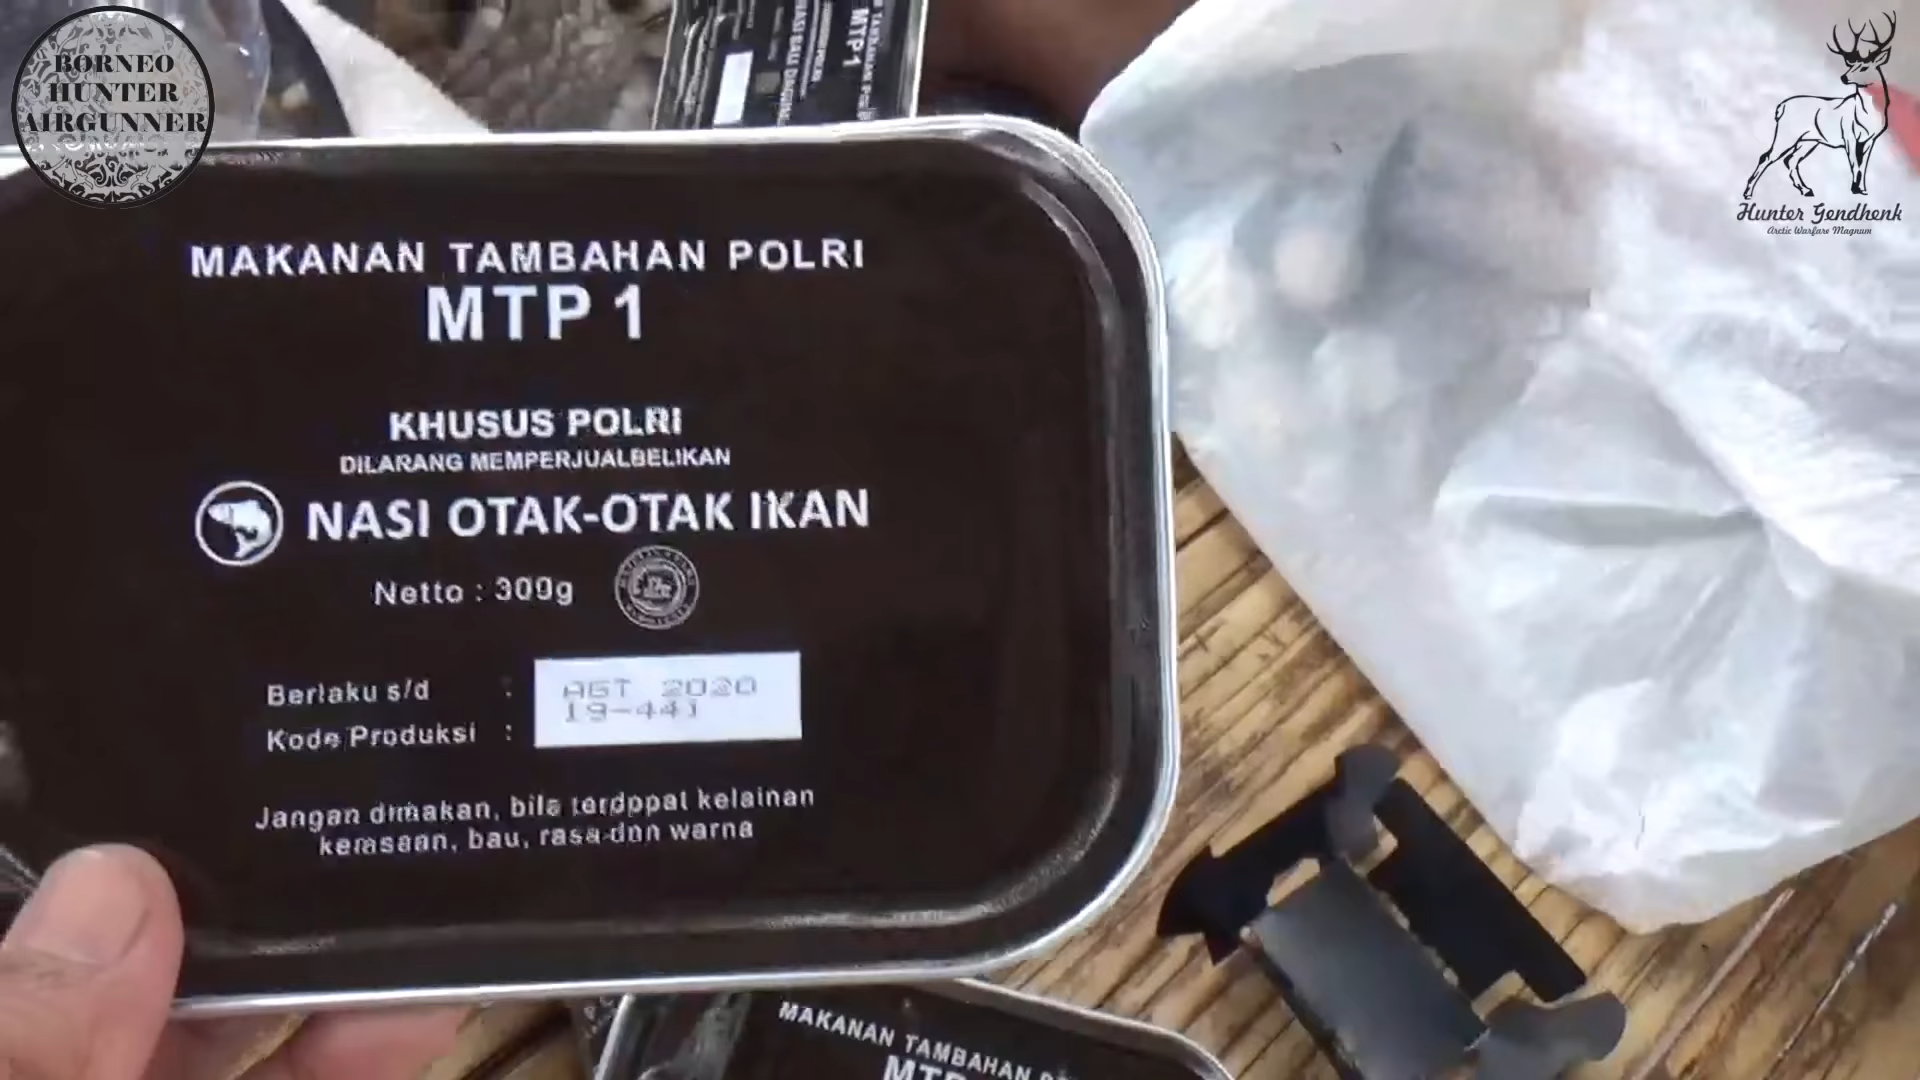 BORNEO
HUNTER
AIRGUNNER
Hunter Gendhenk
Arctic Warfare Magnum
MTP 1
MAKANAN TAMBAHAN POLRI
MTP 1
KHUSUS POLRI
DILARANG MEMPERJUALBELIKAN
NASI OTAK-OTAK IKAN
Netto : 300g
Berlaku s/d : AGT 2020
Kode Produksi : 19-441
Jangan dimakan, bila terdppat kelainan
kemasaan, bau, rasa dan warna
MAKANAN TAMBAHAN
MTP